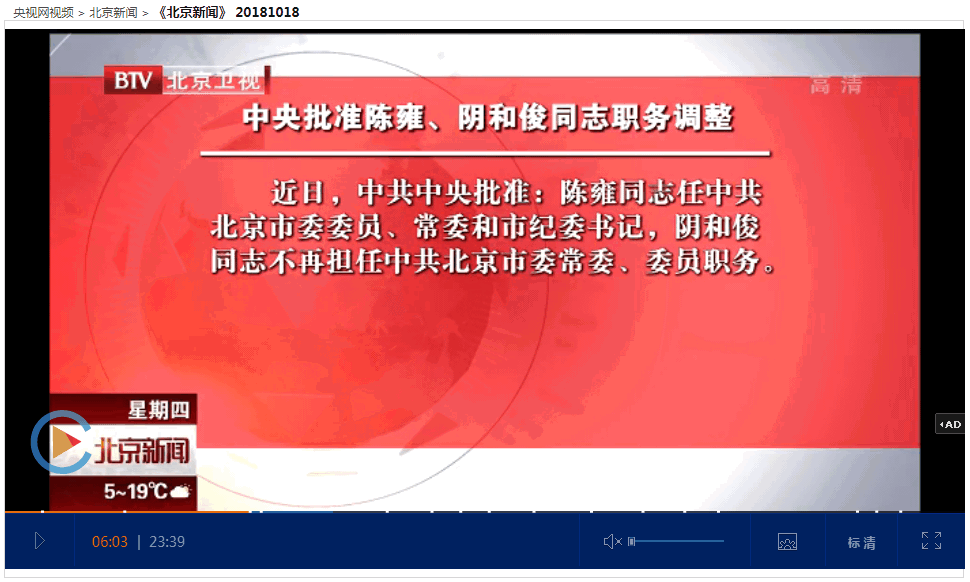 央视网视频 > 北京新闻 > 《北京新闻》 20181018
BTV 北京卫视
高清
中央批准陈雍、阴和俊同志职务调整
近日，中共中央批准：陈雍同志任中共
北京市委委员、常委和市纪委书记，阴和俊
同志不再担任中共北京市委常委、委员职务。
星期四
北京新闻
5~19℃
AD
06:03 | 23:39
标清